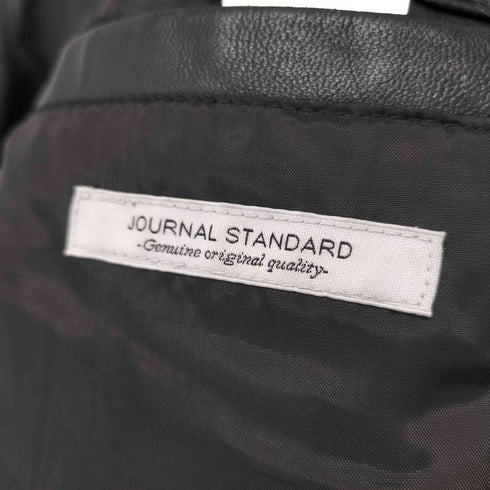 JOURNAL STANDARD
-Genuine original quality-